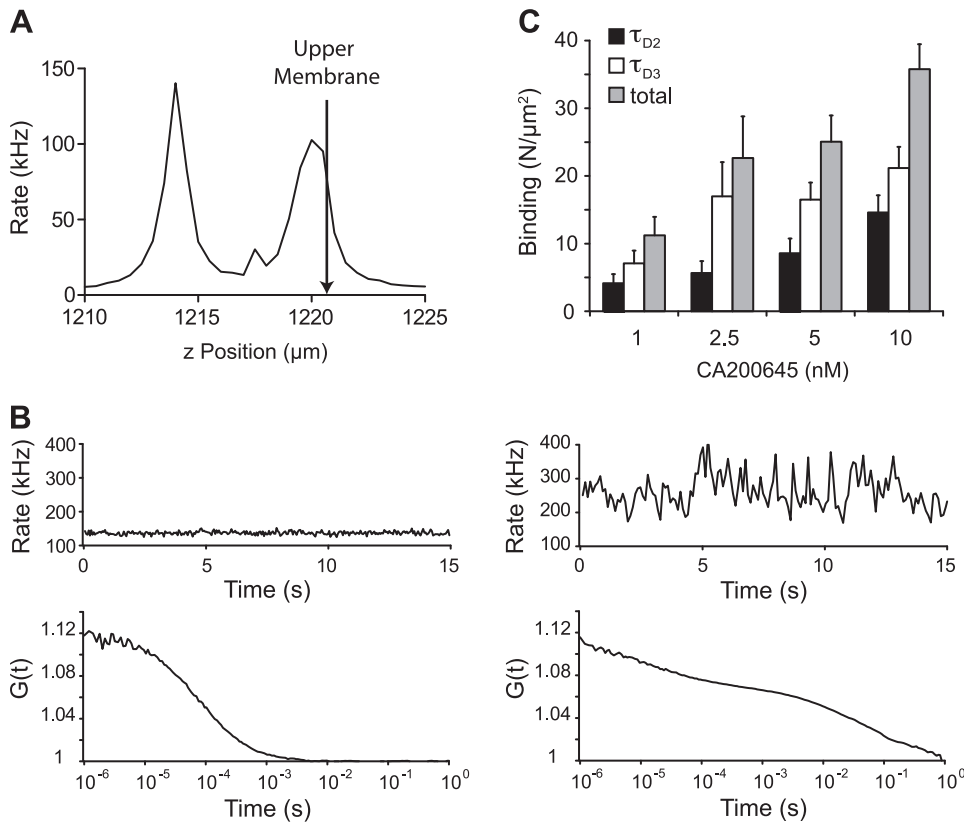 A
Upper
Membrane
150
100
50
0
Rate (kHz)
1210
1215
1220
1225
z Position (μm)
C
τD2
τD3
total
40
30
20
10
0
Binding (N/μm²)
1
2.5
5
10
CA200645 (nM)
B
400
300
200
100
Rate (kHz)
0
5
10
15
Time (s)
400
300
200
100
Rate (kHz)
0
5
10
15
Time (s)
1.12
1.08
1.04
1
G(t)
10⁻⁶
10⁻⁵
10⁻⁴
10⁻³
10⁻²
10⁻¹
10⁰
Time (s)
1.12
1.08
1.04
1
G(t)
10⁻⁶
10⁻⁵
10⁻⁴
10⁻³
10⁻²
10⁻¹
10⁰
Time (s)